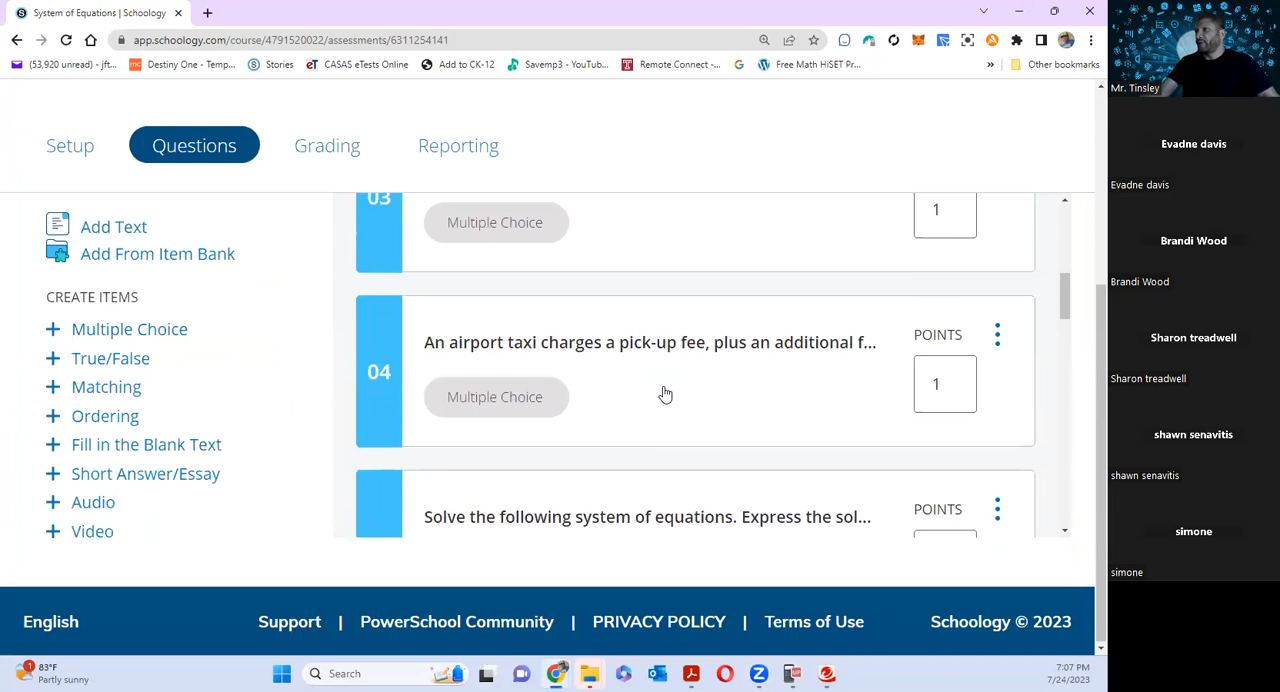 System of Equations | Schoology
app.schoology.com/course/4791520022/assessments/6311254141
(53,920 unread) - jft...
Destiny One - Temp...
Stories
eT CASAS eTests Online
Add to CK-12
Savemp3 - YouTub...
Remote Connect -...
Free Math HiSET Pr...
»
Other bookmarks
Setup
Questions
Grading
Reporting
Add Text
Add From Item Bank
CREATE ITEMS
+ Multiple Choice
+ True/False
+ Matching
+ Ordering
+ Fill in the Blank Text
+ Short Answer/Essay
+ Audio
+ Video
03
Multiple Choice
1
04
An airport taxi charges a pick-up fee, plus an additional f...
POINTS
Multiple Choice
1
Solve the following system of equations. Express the sol...
POINTS
English
Support | PowerSchool Community | PRIVACY POLICY | Terms of Use
Schoology © 2023
1
83°F
Partly sunny
Search
7:07 PM
7/24/2023
Mr. Tinsley
Evadne davis
Evadne davis
Brandi Wood
Brandi Wood
Sharon treadwell
Sharon treadwell
shawn senavitis
shawn senavitis
simone
simone